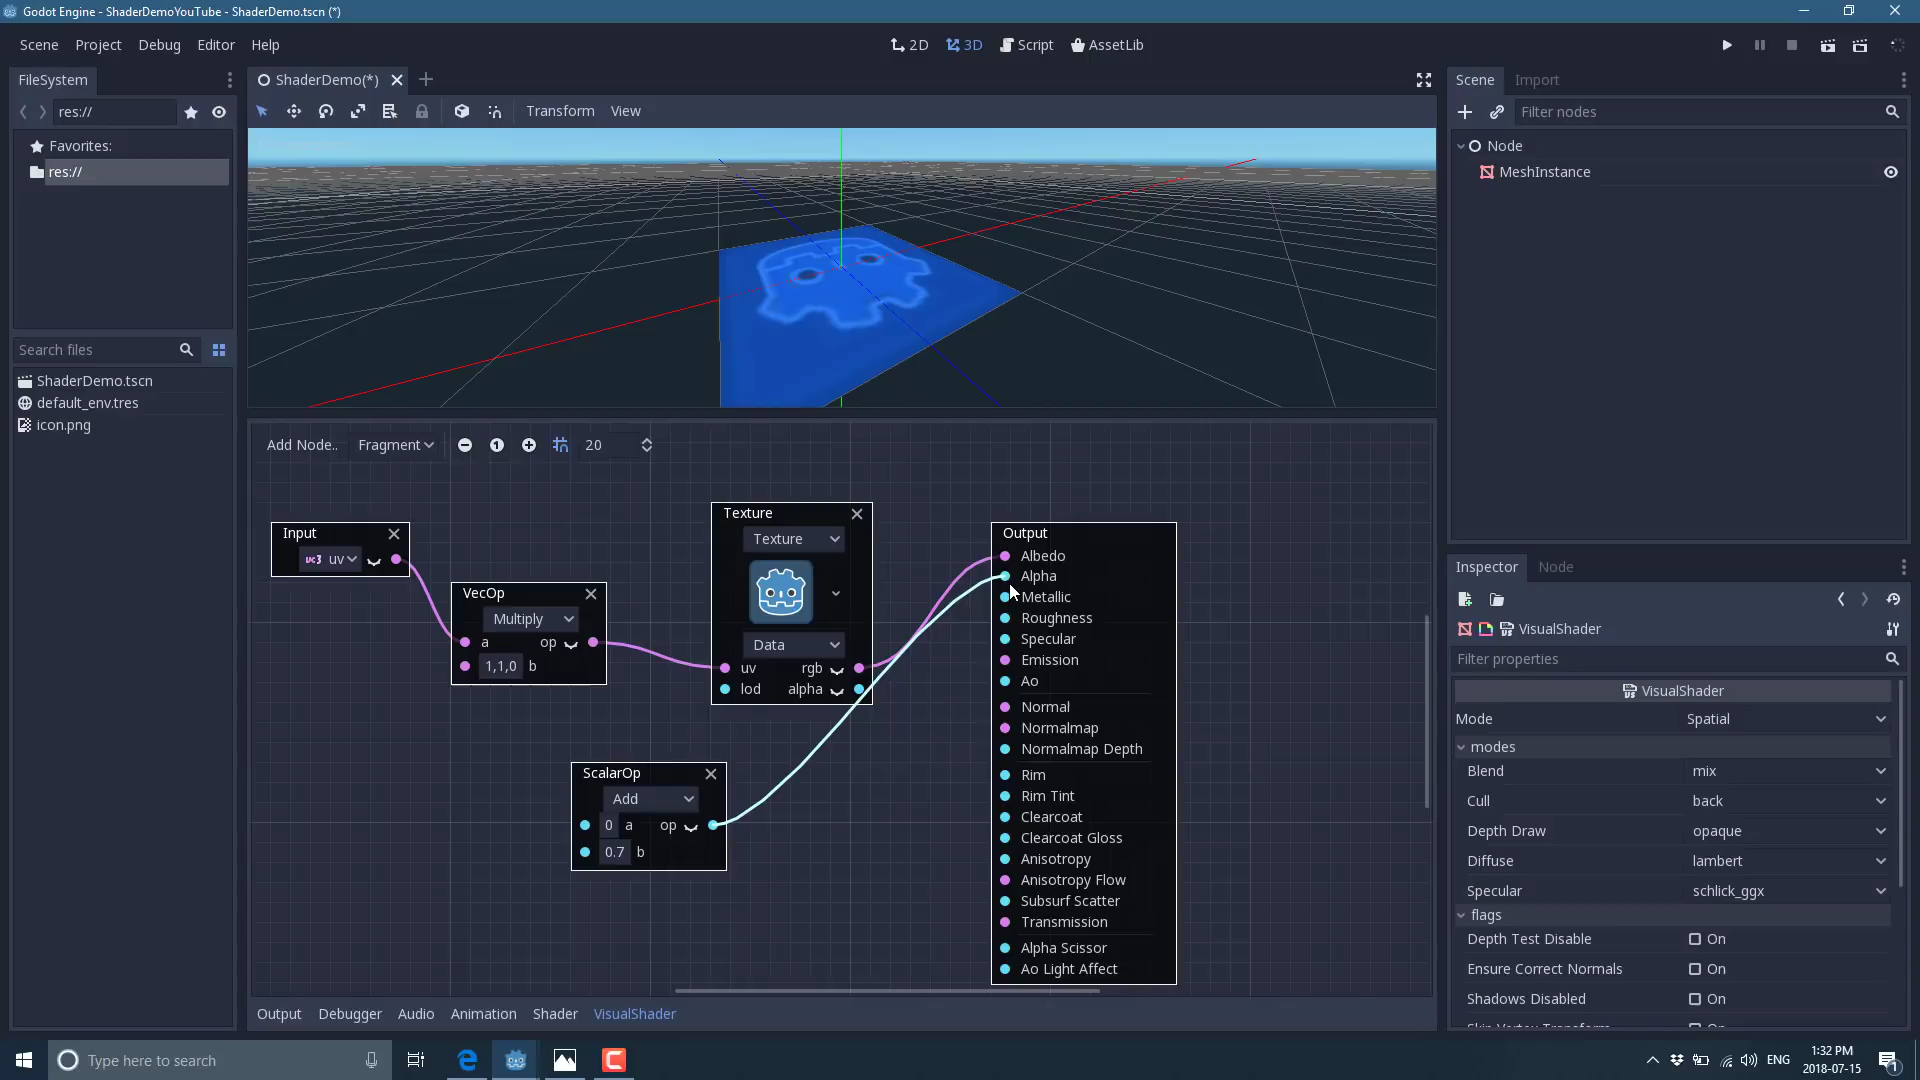 Godot Engine - ShaderDemoYouTube - ShaderDemo.tscn (*)
Scene Project Debug Editor Help
2D 3D Script AssetLib
FileSystem
res://
Favorites:
res://
Search files
ShaderDemo.tscn
default_env.tres
icon.png
ShaderDemo(*)
Transform View
Add Node.. Fragment 1 20
Input
vc3 uv
VecOp
Multiply
a op
1,1,0 b
Texture
Texture
Data
uv rgb
lod alpha
ScalarOp
Add
0 a op
0.7 b
Output
Albedo
Alpha
Metallic
Roughness
Specular
Emission
Ao
Normal
Normalmap
Normalmap Depth
Rim
Rim Tint
Clearcoat
Clearcoat Gloss
Anisotropy
Anisotropy Flow
Subsurf Scatter
Transmission
Alpha Scissor
Ao Light Affect
Output Debugger Audio Animation Shader VisualShader
Scene Import
Filter nodes
Node
MeshInstance
Inspector Node
VisualShader
Filter properties
VisualShader
Mode Spatial
modes
Blend mix
Cull back
Depth Draw opaque
Diffuse lambert
Specular schlick_ggx
flags
Depth Test Disable On
Ensure Correct Normals On
Shadows Disabled On
Skip Vertex Transform On
Type here to search
ENG
1:32 PM
2018-07-15
1